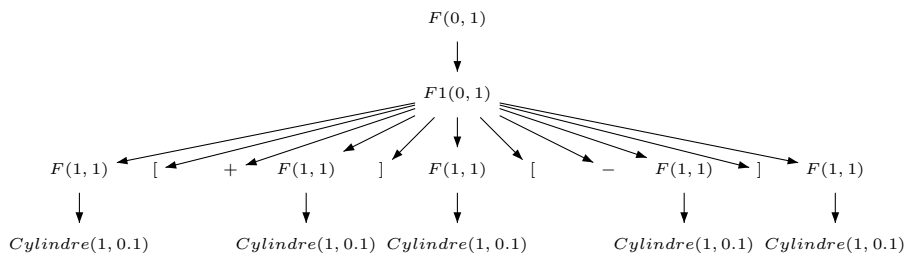 F(0, 1)
F1(0, 1)
F(1, 1) [ + F(1, 1) ] F(1, 1) [ − F(1, 1) ] F(1, 1)
Cylindre(1, 0.1) Cylindre(1, 0.1) Cylindre(1, 0.1) Cylindre(1, 0.1) Cylindre(1, 0.1)